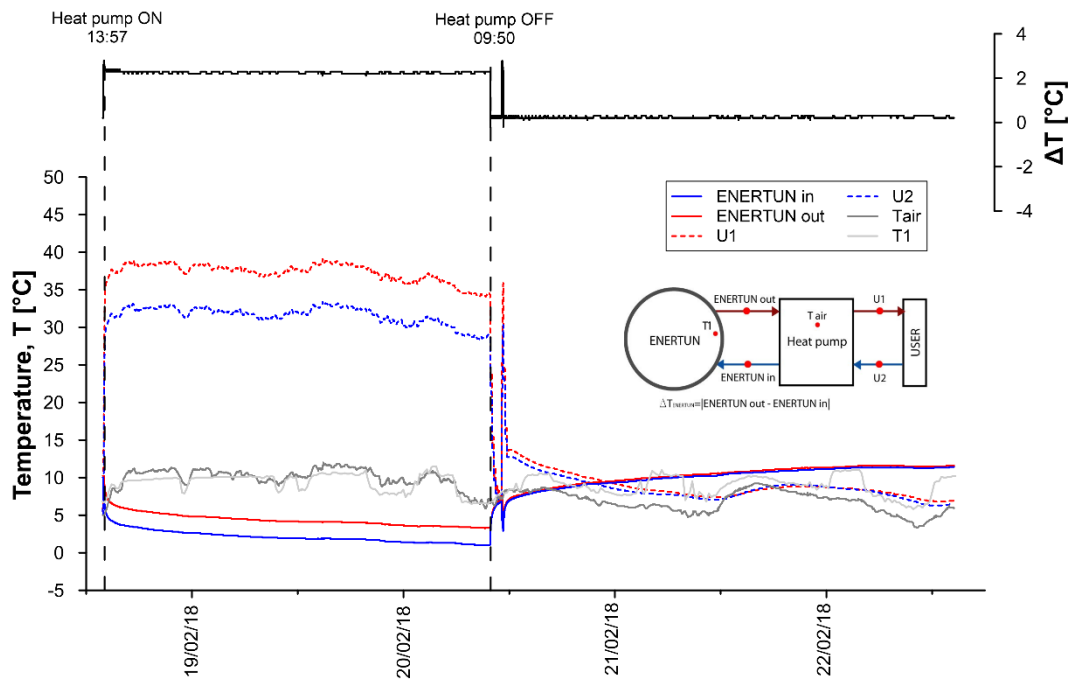 Heat pump ON
13:57
Heat pump OFF
09:50
4
2
0
-2
-4
ΔT [°C]
50
45
40
35
30
25
20
15
10
5
0
-5
Temperature, T [°C]
ENERTUN in
ENERTUN out
U1
U2
Tair
T1
ENERTUN out
U1
T air
T1
ENERTUN
Heat pump
USER
ENERTUN in
U2
ΔTENERTUN=|ENERTUN out - ENERTUN in|
19/02/18
20/02/18
21/02/18
22/02/18